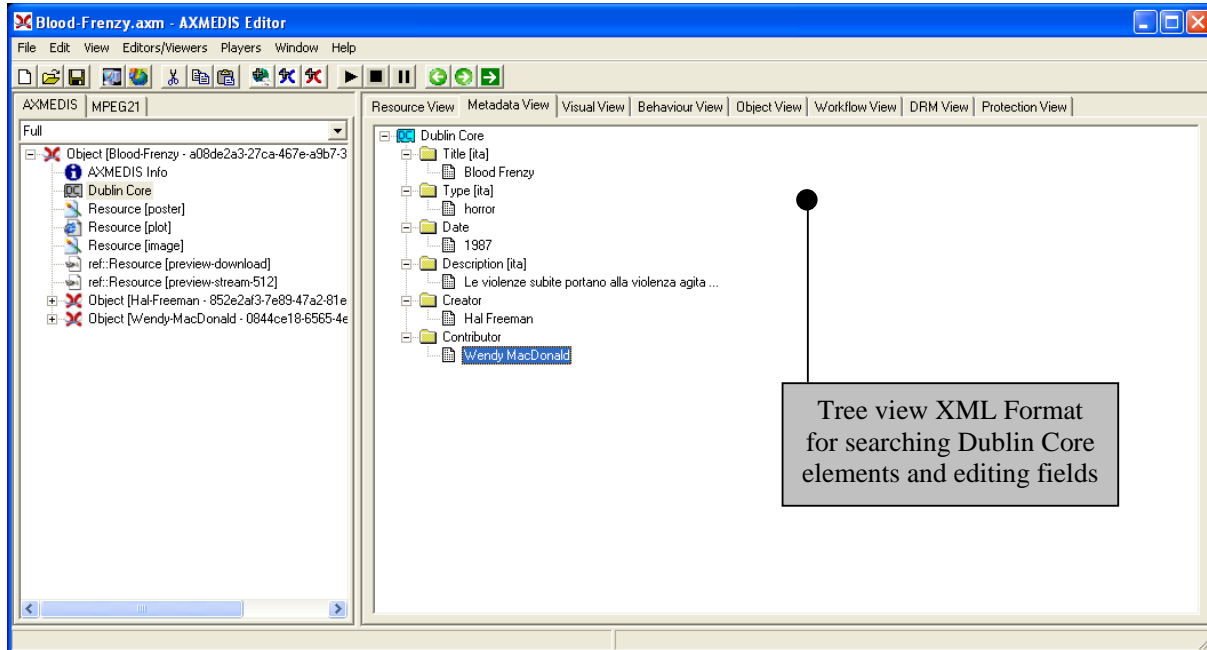 Blood-Frenzy.axm - AXMEDIS Editor
File Edit View Editors/Viewers Players Window Help
AXMEDIS MPEG21
Full
Object [Blood-Frenzy - a08de2a3-27ca-467e-a9b7-3
AXMEDIS Info
DC Dublin Core
Resource [poster]
Resource [plot]
Resource [image]
ref::Resource [preview-download]
ref::Resource [preview-stream-512]
Object [Hal-Freeman - 852e2af3-7e89-47a2-81e
Object [Wendy-MacDonald - 0844ce18-6565-4e
Resource View Metadata View Visual View Behaviour View Object View Workflow View DRM View Protection View
DC Dublin Core
Title [ita]
Blood Frenzy
Type [ita]
horror
Date
1987
Description [ita]
Le violenze subite portano alla violenza agita ...
Creator
Hal Freeman
Contributor
Wendy MacDonald
Tree view XML Format
for searching Dublin Core
elements and editing fields